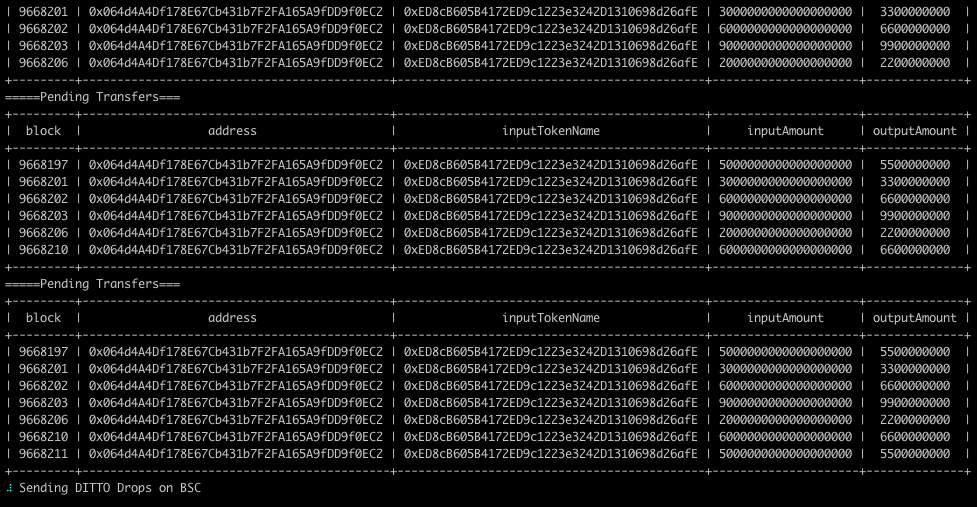 | 9668201 | 0x064d4A4Df178E67Cb431b7F2FA165A9fDD9f0EC2 | 0xED8cB605B4172ED9c1223e3242D1310698d26afE | 3000000000000000000 | 3300000000 |
| 9668202 | 0x064d4A4Df178E67Cb431b7F2FA165A9fDD9f0EC2 | 0xED8cB605B4172ED9c1223e3242D1310698d26afE | 6000000000000000000 | 6600000000 |
| 9668203 | 0x064d4A4Df178E67Cb431b7F2FA165A9fDD9f0EC2 | 0xED8cB605B4172ED9c1223e3242D1310698d26afE | 9000000000000000000 | 9900000000 |
| 9668206 | 0x064d4A4Df178E67Cb431b7F2FA165A9fDD9f0EC2 | 0xED8cB605B4172ED9c1223e3242D1310698d26afE | 2000000000000000000 | 2200000000 |
=====Pending Transfers===
| block | address | inputTokenName | inputAmount | outputAmount |
| 9668197 | 0x064d4A4Df178E67Cb431b7F2FA165A9fDD9f0EC2 | 0xED8cB605B4172ED9c1223e3242D1310698d26afE | 5000000000000000000 | 5500000000 |
| 9668201 | 0x064d4A4Df178E67Cb431b7F2FA165A9fDD9f0EC2 | 0xED8cB605B4172ED9c1223e3242D1310698d26afE | 3000000000000000000 | 3300000000 |
| 9668202 | 0x064d4A4Df178E67Cb431b7F2FA165A9fDD9f0EC2 | 0xED8cB605B4172ED9c1223e3242D1310698d26afE | 6000000000000000000 | 6600000000 |
| 9668203 | 0x064d4A4Df178E67Cb431b7F2FA165A9fDD9f0EC2 | 0xED8cB605B4172ED9c1223e3242D1310698d26afE | 9000000000000000000 | 9900000000 |
| 9668206 | 0x064d4A4Df178E67Cb431b7F2FA165A9fDD9f0EC2 | 0xED8cB605B4172ED9c1223e3242D1310698d26afE | 2000000000000000000 | 2200000000 |
| 9668210 | 0x064d4A4Df178E67Cb431b7F2FA165A9fDD9f0EC2 | 0xED8cB605B4172ED9c1223e3242D1310698d26afE | 6000000000000000000 | 6600000000 |
=====Pending Transfers===
| block | address | inputTokenName | inputAmount | outputAmount |
| 9668197 | 0x064d4A4Df178E67Cb431b7F2FA165A9fDD9f0EC2 | 0xED8cB605B4172ED9c1223e3242D1310698d26afE | 5000000000000000000 | 5500000000 |
| 9668201 | 0x064d4A4Df178E67Cb431b7F2FA165A9fDD9f0EC2 | 0xED8cB605B4172ED9c1223e3242D1310698d26afE | 3000000000000000000 | 3300000000 |
| 9668202 | 0x064d4A4Df178E67Cb431b7F2FA165A9fDD9f0EC2 | 0xED8cB605B4172ED9c1223e3242D1310698d26afE | 6000000000000000000 | 6600000000 |
| 9668203 | 0x064d4A4Df178E67Cb431b7F2FA165A9fDD9f0EC2 | 0xED8cB605B4172ED9c1223e3242D1310698d26afE | 9000000000000000000 | 9900000000 |
| 9668206 | 0x064d4A4Df178E67Cb431b7F2FA165A9fDD9f0EC2 | 0xED8cB605B4172ED9c1223e3242D1310698d26afE | 2000000000000000000 | 2200000000 |
| 9668210 | 0x064d4A4Df178E67Cb431b7F2FA165A9fDD9f0EC2 | 0xED8cB605B4172ED9c1223e3242D1310698d26afE | 6000000000000000000 | 6600000000 |
| 9668211 | 0x064d4A4Df178E67Cb431b7F2FA165A9fDD9f0EC2 | 0xED8cB605B4172ED9c1223e3242D1310698d26afE | 5000000000000000000 | 5500000000 |
Sending DITTO Drops on BSC